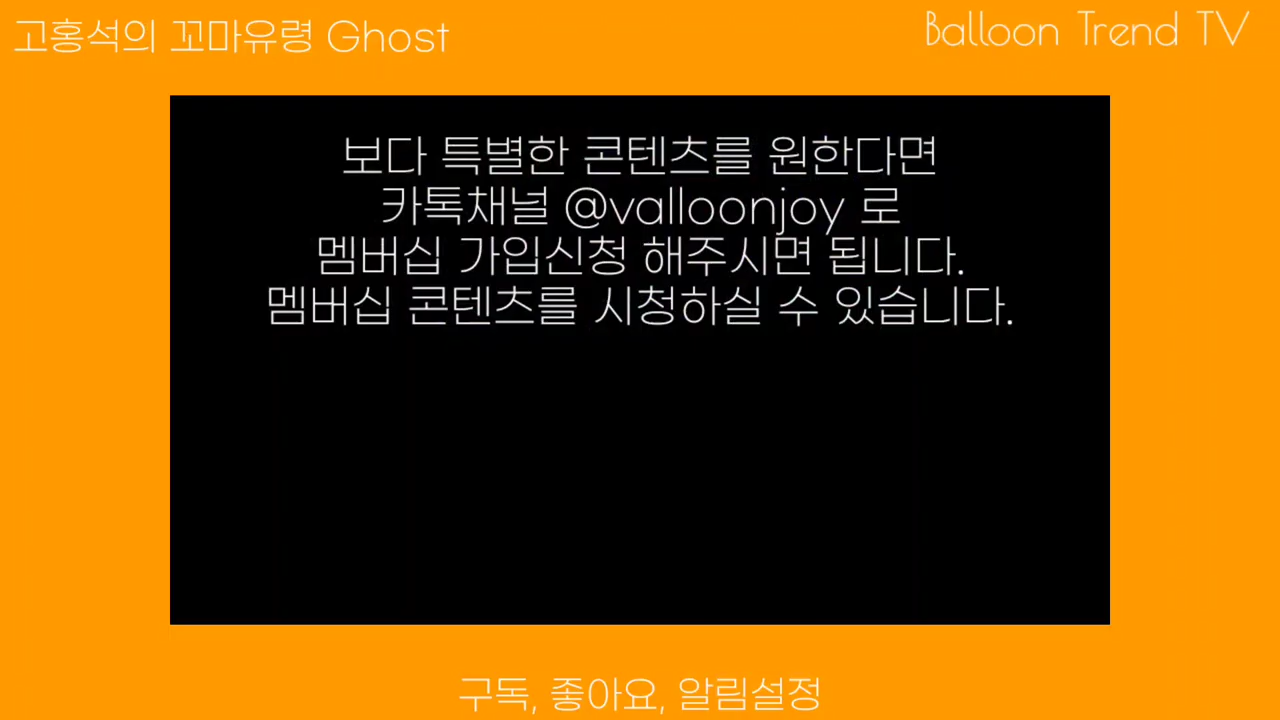 고홍석의 꼬마유령 Ghost
Balloon Trend TV
보다 특별한 콘텐츠를 원한다면
카톡채널 @valloonjoy 로
멤버십 가입신청 해주시면 됩니다.
멤버십 콘텐츠를 시청하실 수 있습니다.
구독, 좋아요, 알림설정